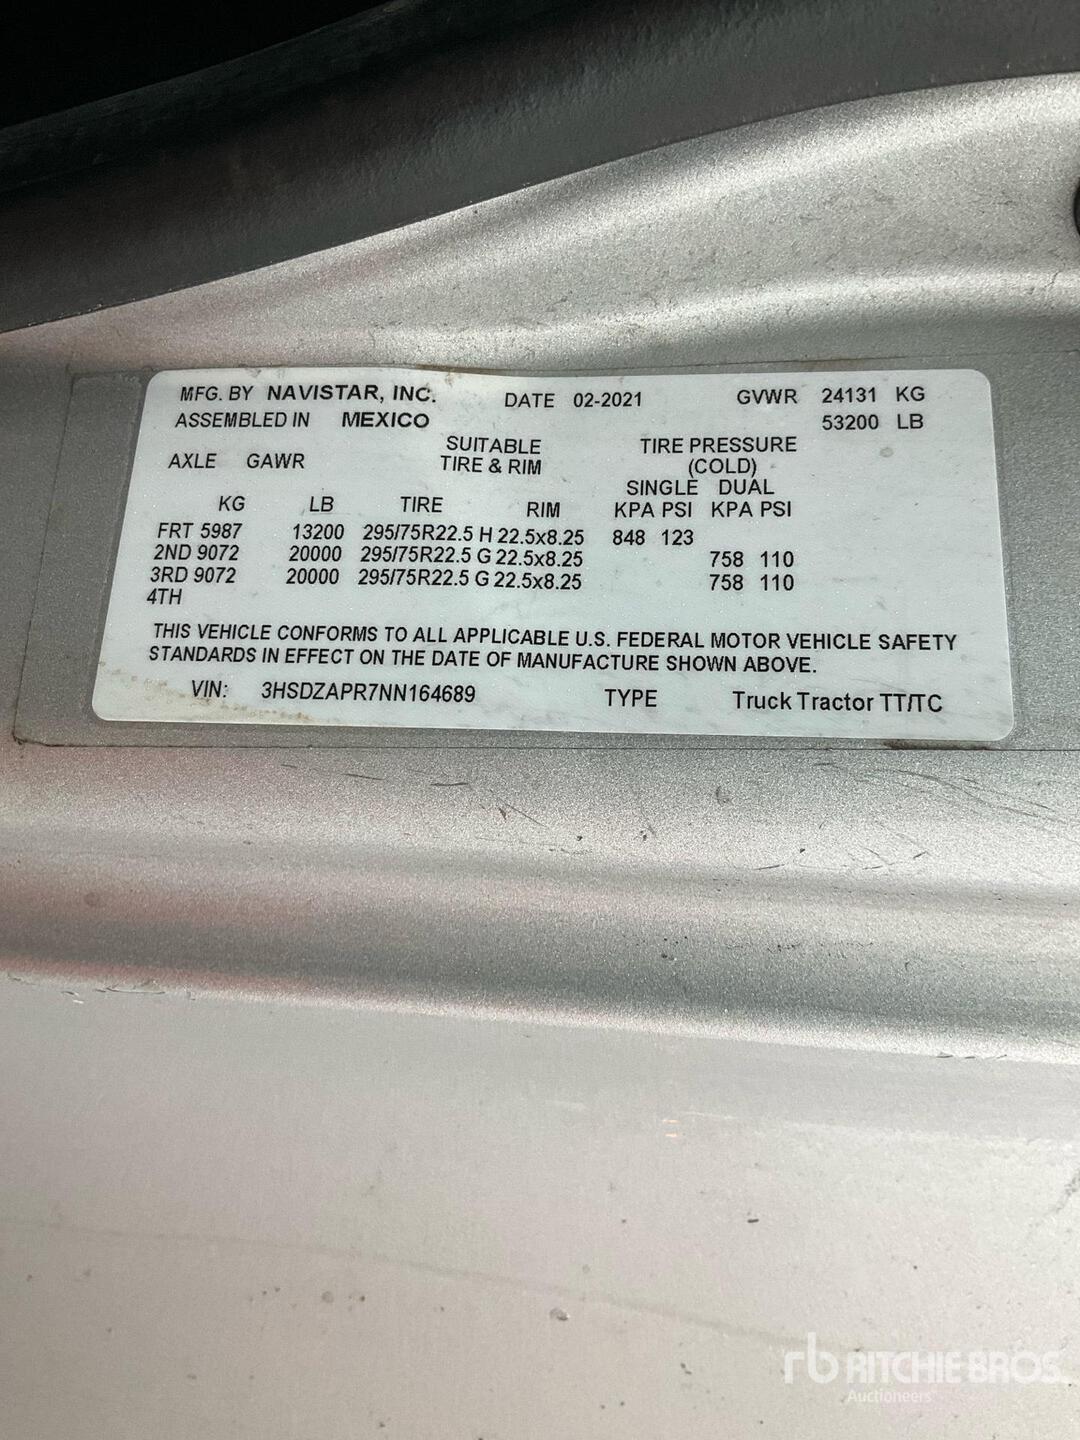 MFG. BY NAVISTAR, INC. DATE 02-2021 GVWR 24131 KG
ASSEMBLED IN MEXICO 53200 LB
AXLE GAWR SUITABLE TIRE PRESSURE
TIRE & RIM (COLD)
SINGLE DUAL
KG LB TIRE RIM KPA PSI KPA PSI
FRT 5987 13200 295/75R22.5 H 22.5x8.25 848 123
2ND 9072 20000 295/75R22.5 G 22.5x8.25 758 110
3RD 9072 20000 295/75R22.5 G 22.5x8.25 758 110
4TH
THIS VEHICLE CONFORMS TO ALL APPLICABLE U.S. FEDERAL MOTOR VEHICLE SAFETY
STANDARDS IN EFFECT ON THE DATE OF MANUFACTURE SHOWN ABOVE.
VIN: 3HSDZAPR7NN164689 TYPE Truck Tractor TT/TC
rb RITCHIE BROS.
Auctioneers